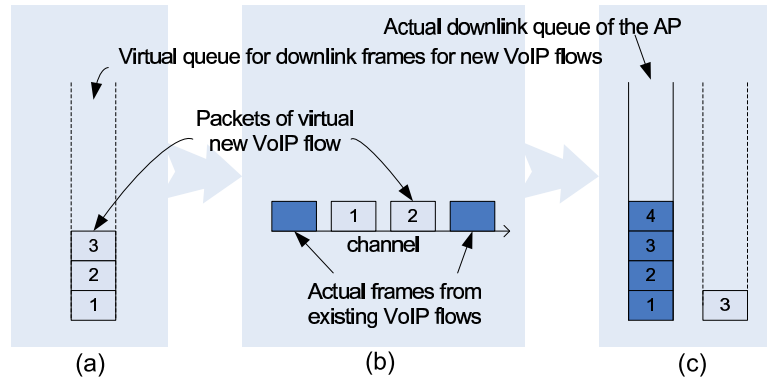 Actual downlink queue of the AP
Virtual queue for downlink frames for new VoIP flows
Packets of virtual
new VoIP flow
3
2
1
1
2
channel
Actual frames from
existing VoIP flows
4
3
2
1
3
(a)
(b)
(c)